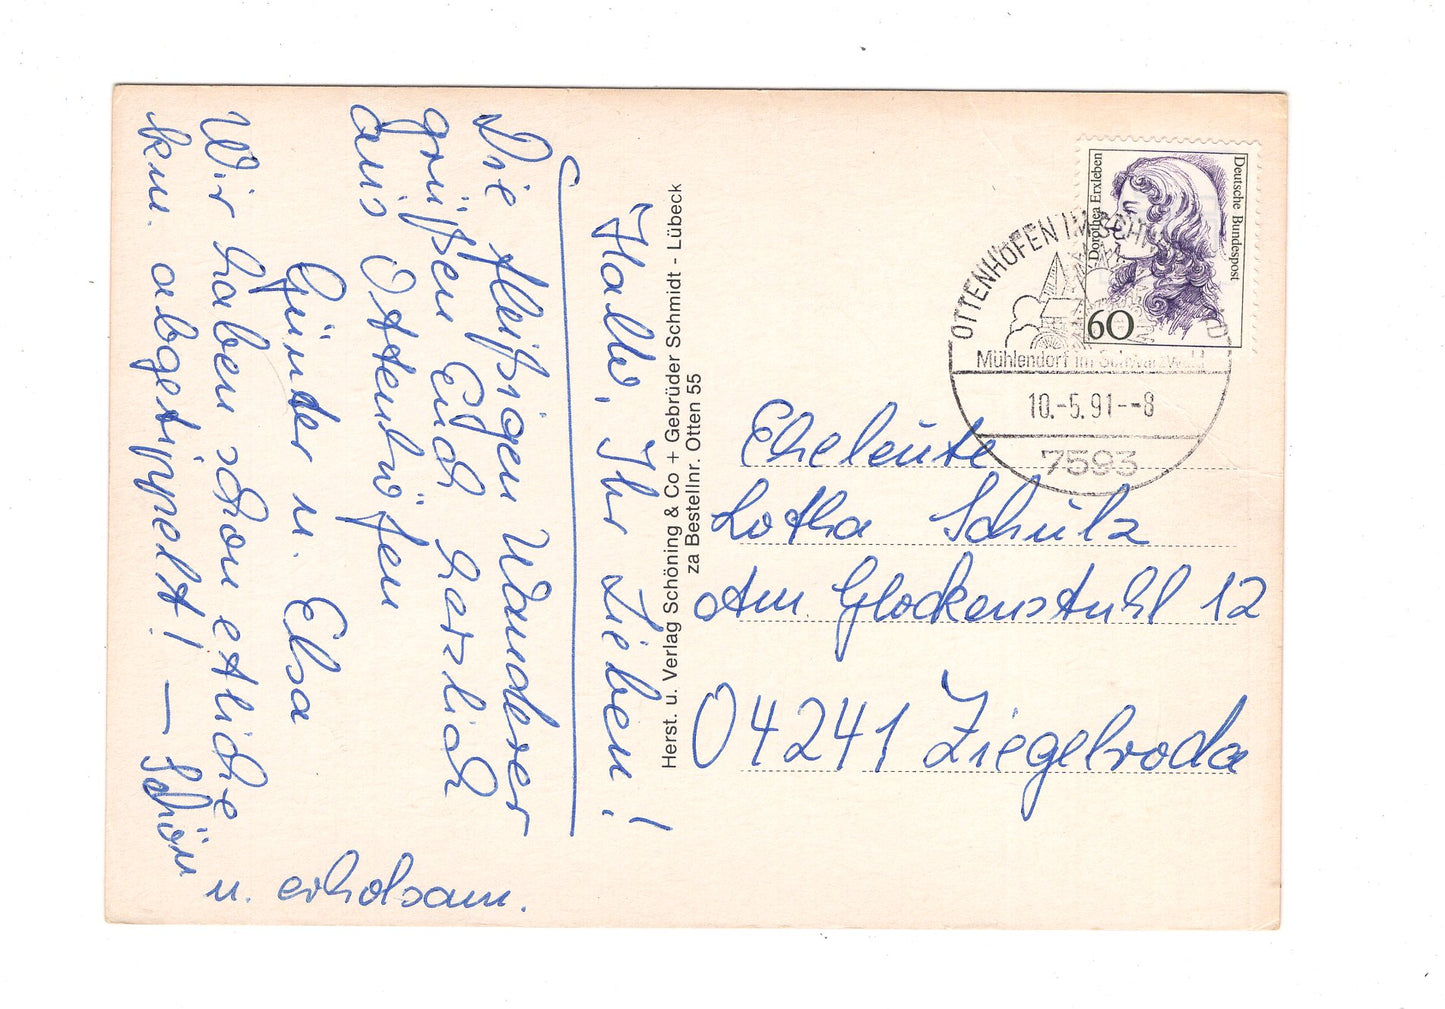 Hallo, Ihr Lieben!
Die fleißigen Wanderer
grüßen Euch herzlich
aus Ottenhöfen
Günter u. Elsa
Wir haben schon etliche
km. abgetippelt! — Schön
u. erholsam.
Herst. u. Verlag Schöning & Co + Gebrüder Schmidt - Lübeck
za Bestellnr. Otten 55
Deutsche Bundespost
Dorothea Erxleben
60
OTTENHÖFEN IM SCH
Mühlendorf im Schwarzwald
10.-5.91--8
7593
Eheleute
Lotha Schulz
Am Glockenstuhl 12
04241 Ziegelroda